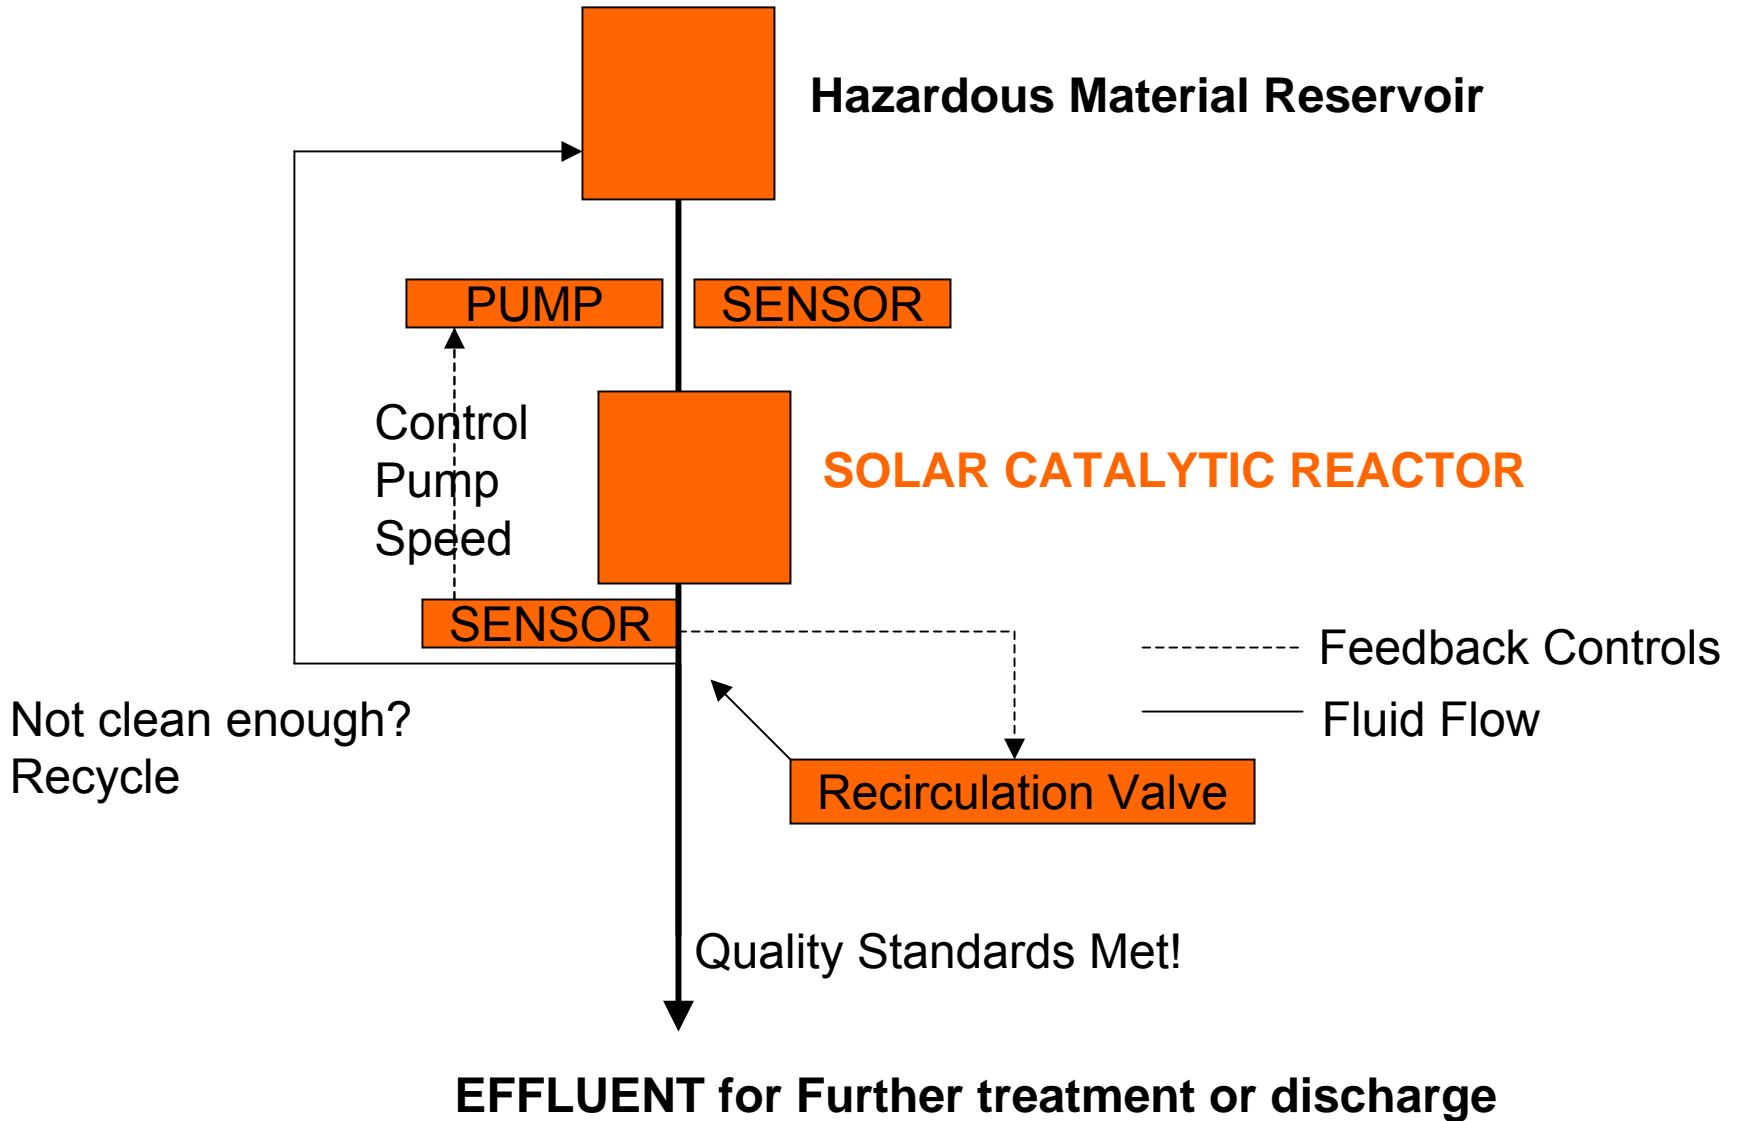 Hazardous Material Reservoir
PUMP
SENSOR
Control
Pump
Speed
SOLAR CATALYTIC REACTOR
SENSOR
Feedback Controls
Fluid Flow
Not clean enough?
Recycle
Recirculation Valve
Quality Standards Met!
EFFLUENT for Further treatment or discharge